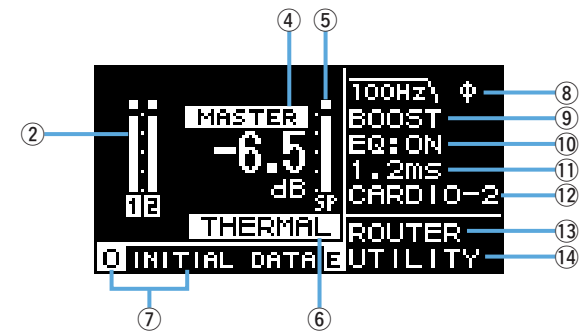 ④ ⑤
② ⑧
100Hz ϕ
MASTER
BOOST ⑨
-6.5
EQ:ON ⑩
1.2ms ⑪
dB
CARDIO-2 ⑫
1 2 SP
THERMAL
ROUTER ⑬
0 INITIAL DATA E
UTILITY ⑭
⑦ ⑥